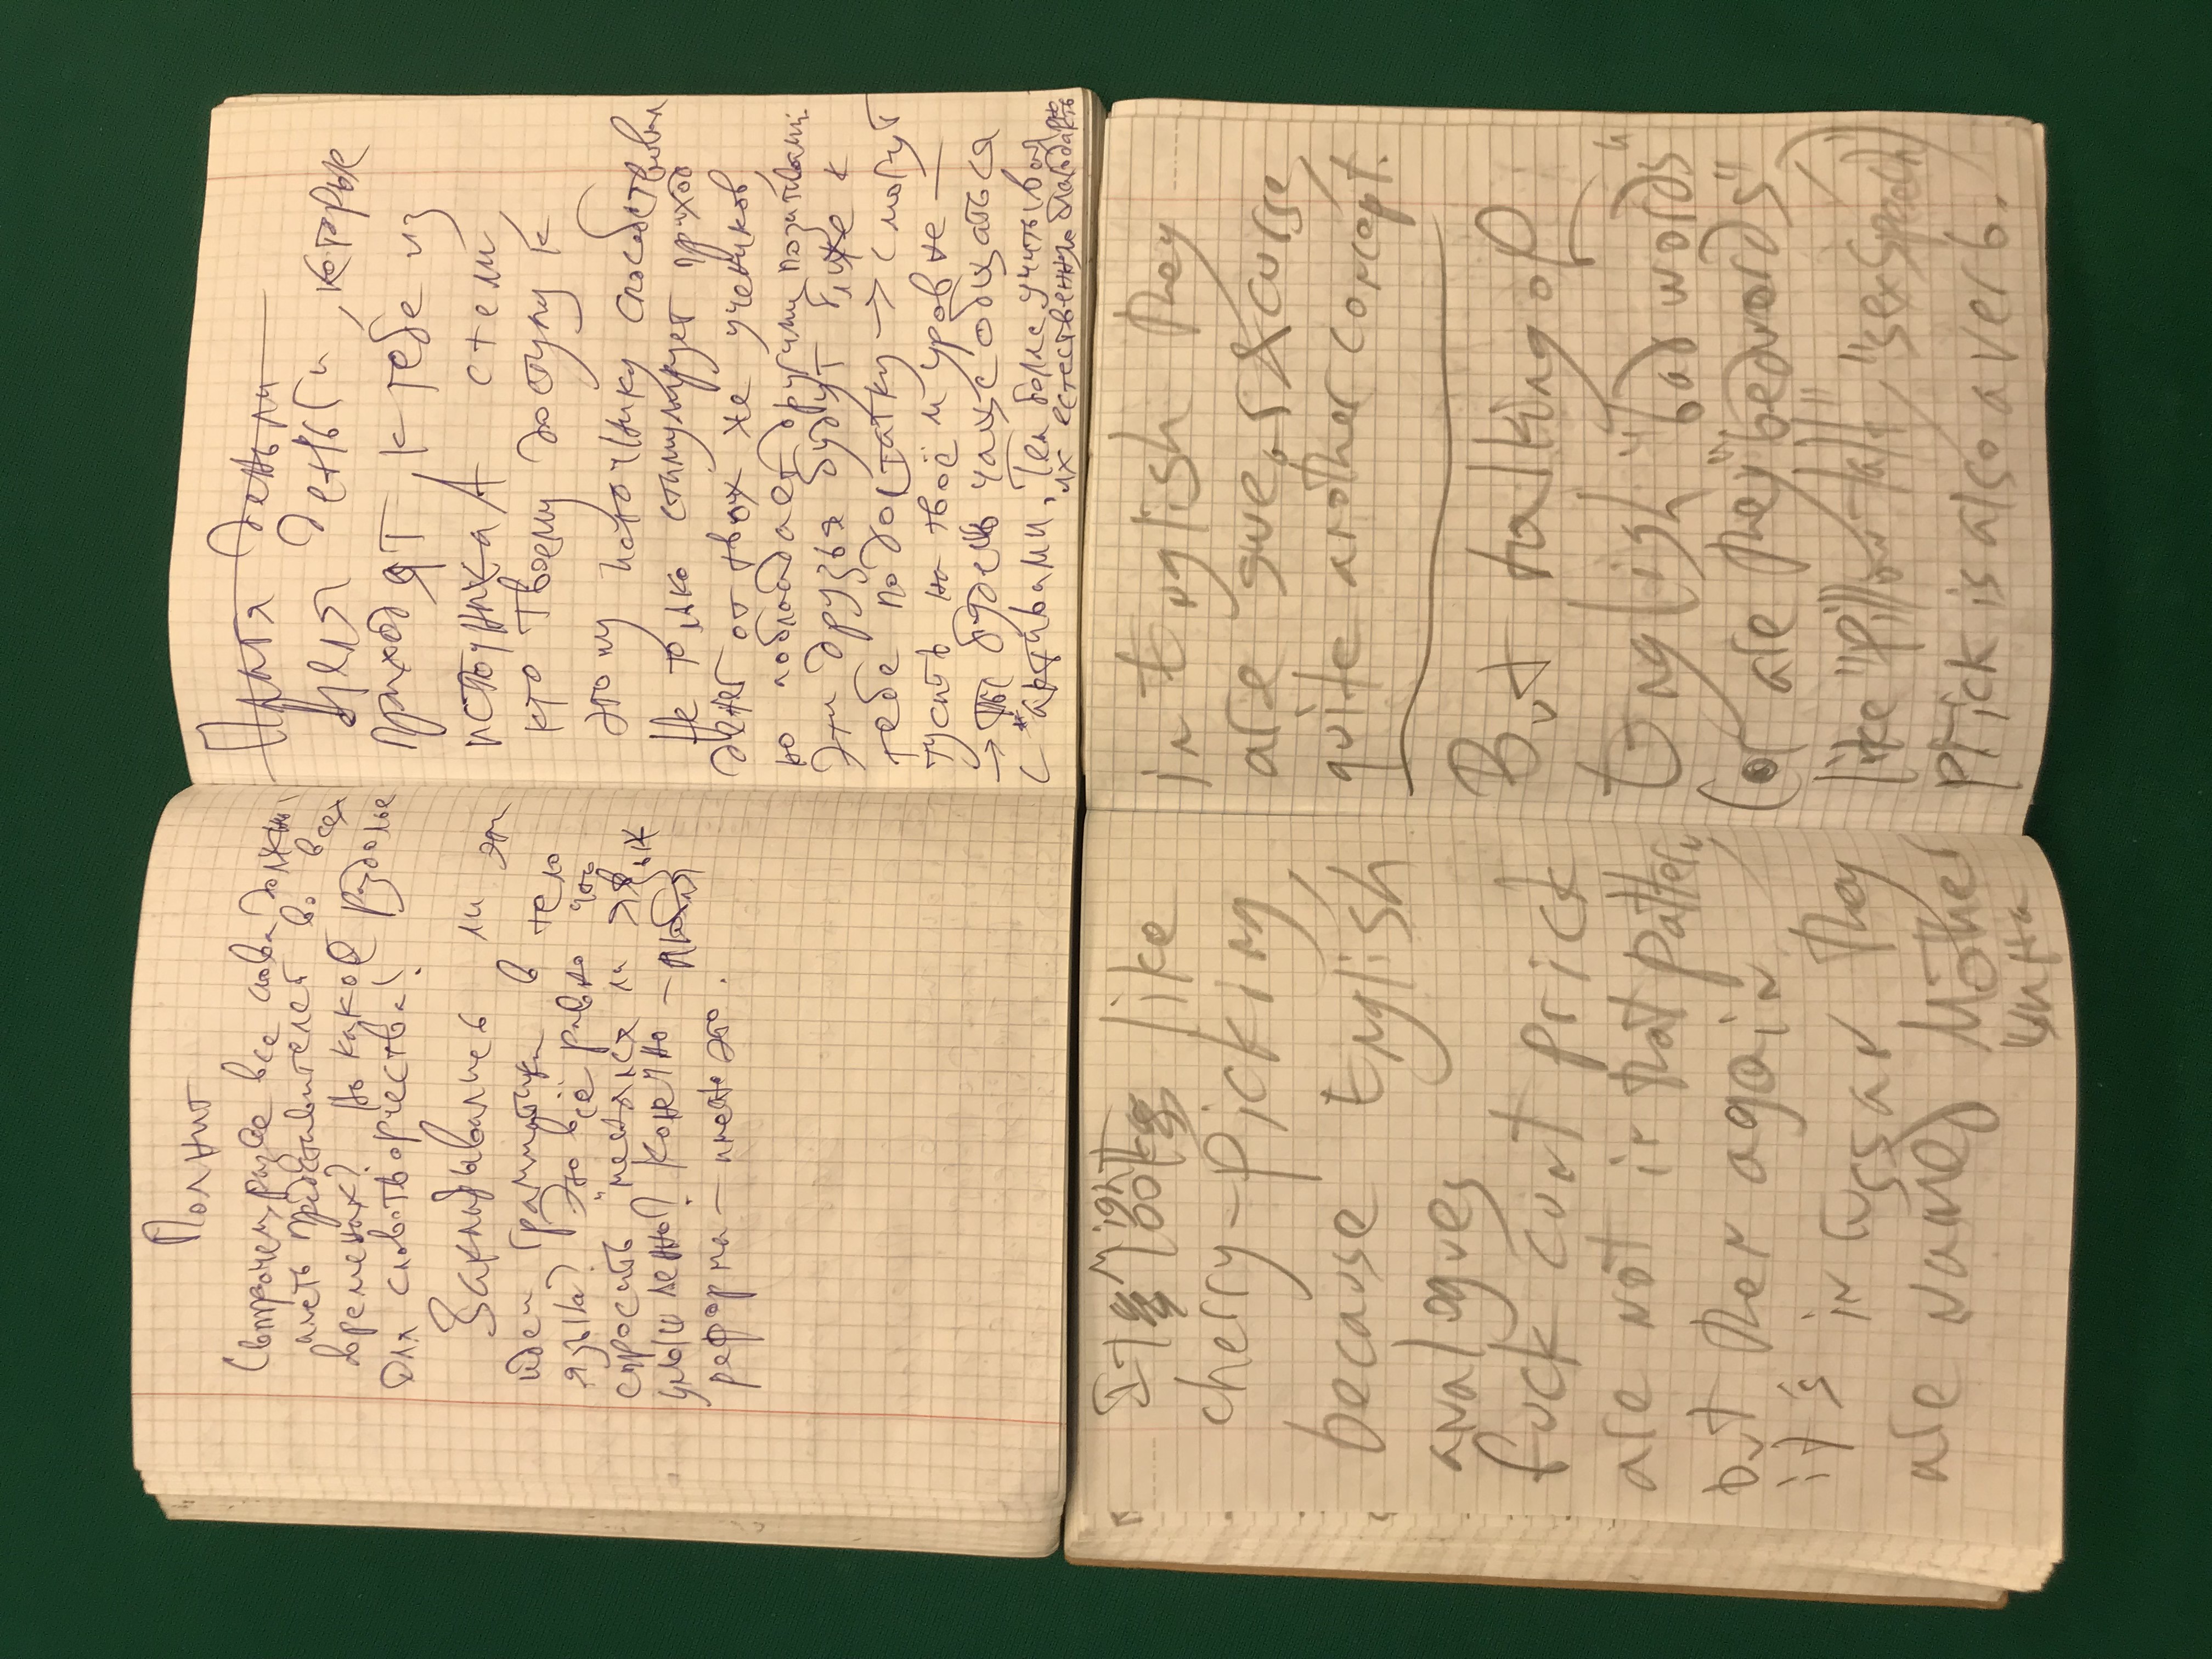 Полнит
(впрочем, разве все слова должны
иметь представителей во всех
временах? Но какое раздолье
для словотворчества!
Закладывались ли эти
идеи грамматики в тело
языка? Это всё равно что
спросить "менялся ли язык
умышленно? Конечно – любая
реформа – именно это.
Платя деньги
Деля деньги, которые
приходят к тебе из
источника А с теми,
кто твоему доступу к
этому источнику способствовал
Не только стимулирует приход
денег от твоих же учеников,
но и обладает другими позитивами.
Эти друзья будут ближе к
тебе по достатку → смогут
тусить на твоём уровне —
→ ты будешь чаще общаться
с *активами. Тем более учитывая
их естественную благодарность
It might look like
cherry-picking,
because English
analogues
fuck cunt prick
are not in that pattern,
but then again
it's in russan they
are named Mother
щина
in English they
are swear & curse,
quite another concept.
But talking of
English "bad words"
(or are they "bedwords",
like "pillow talk", "sexspeech")
prick is also a verb.